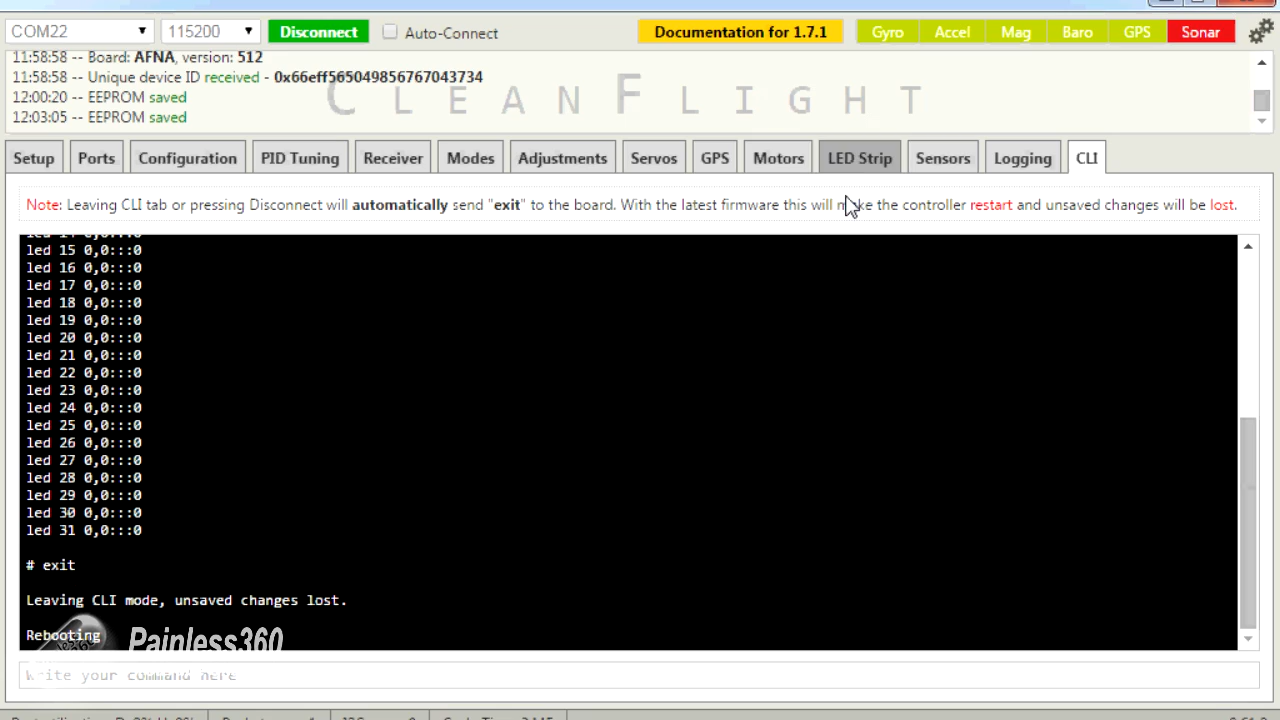 COM22 115200 Disconnect Auto-Connect Documentation for 1.7.1 Gyro Accel Mag Baro GPS Sonar
11:58:58 -- Board: AFNA, version: 512
11:58:58 -- Unique device ID received - 0x66eff565049856767043734
12:00:20 -- EEPROM saved
12:03:05 -- EEPROM saved
CLEANFLIGHT
Setup Ports Configuration PID Tuning Receiver Modes Adjustments Servos GPS Motors LED Strip Sensors Logging CLI
Note: Leaving CLI tab or pressing Disconnect will automatically send "exit" to the board. With the latest firmware this will make the controller restart and unsaved changes will be lost.
led 15 0,0:::0
led 16 0,0:::0
led 17 0,0:::0
led 18 0,0:::0
led 19 0,0:::0
led 20 0,0:::0
led 21 0,0:::0
led 22 0,0:::0
led 23 0,0:::0
led 24 0,0:::0
led 25 0,0:::0
led 26 0,0:::0
led 27 0,0:::0
led 28 0,0:::0
led 29 0,0:::0
led 30 0,0:::0
led 31 0,0:::0
# exit
Leaving CLI mode, unsaved changes lost.
Rebooting
Painless360
Write your command here